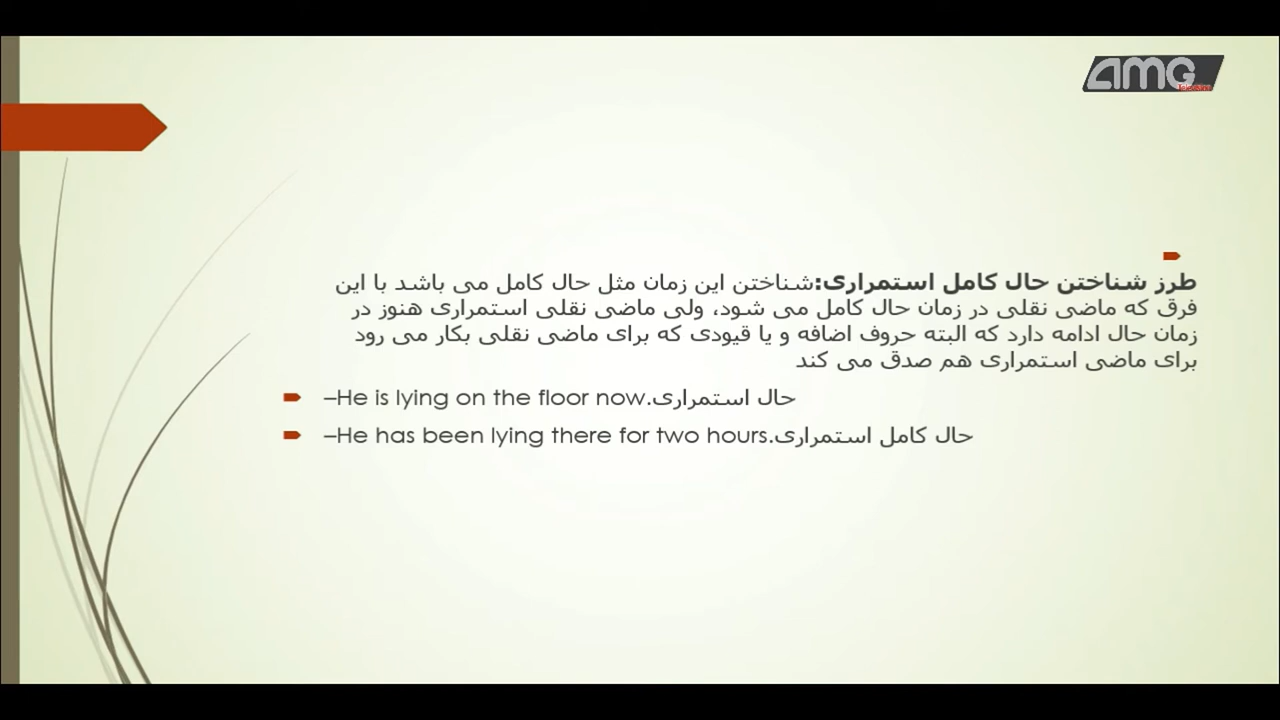 AMG
Television
طرز شناختن حال کامل استمراری:شناختن این زمان مثل حال کامل می باشد با این
فرق که ماضی نقلی در زمان حال کامل می شود، ولی ماضی نقلی استمراری هنوز در
زمان حال ادامه دارد که البته حروف اضافه و یا قیودی که برای ماضی نقلی بکار می رود
برای ماضی استمراری هم صدق می کند
–He is lying on the floor now.حال استمراری
–He has been lying there for two hours.حال کامل استمراری